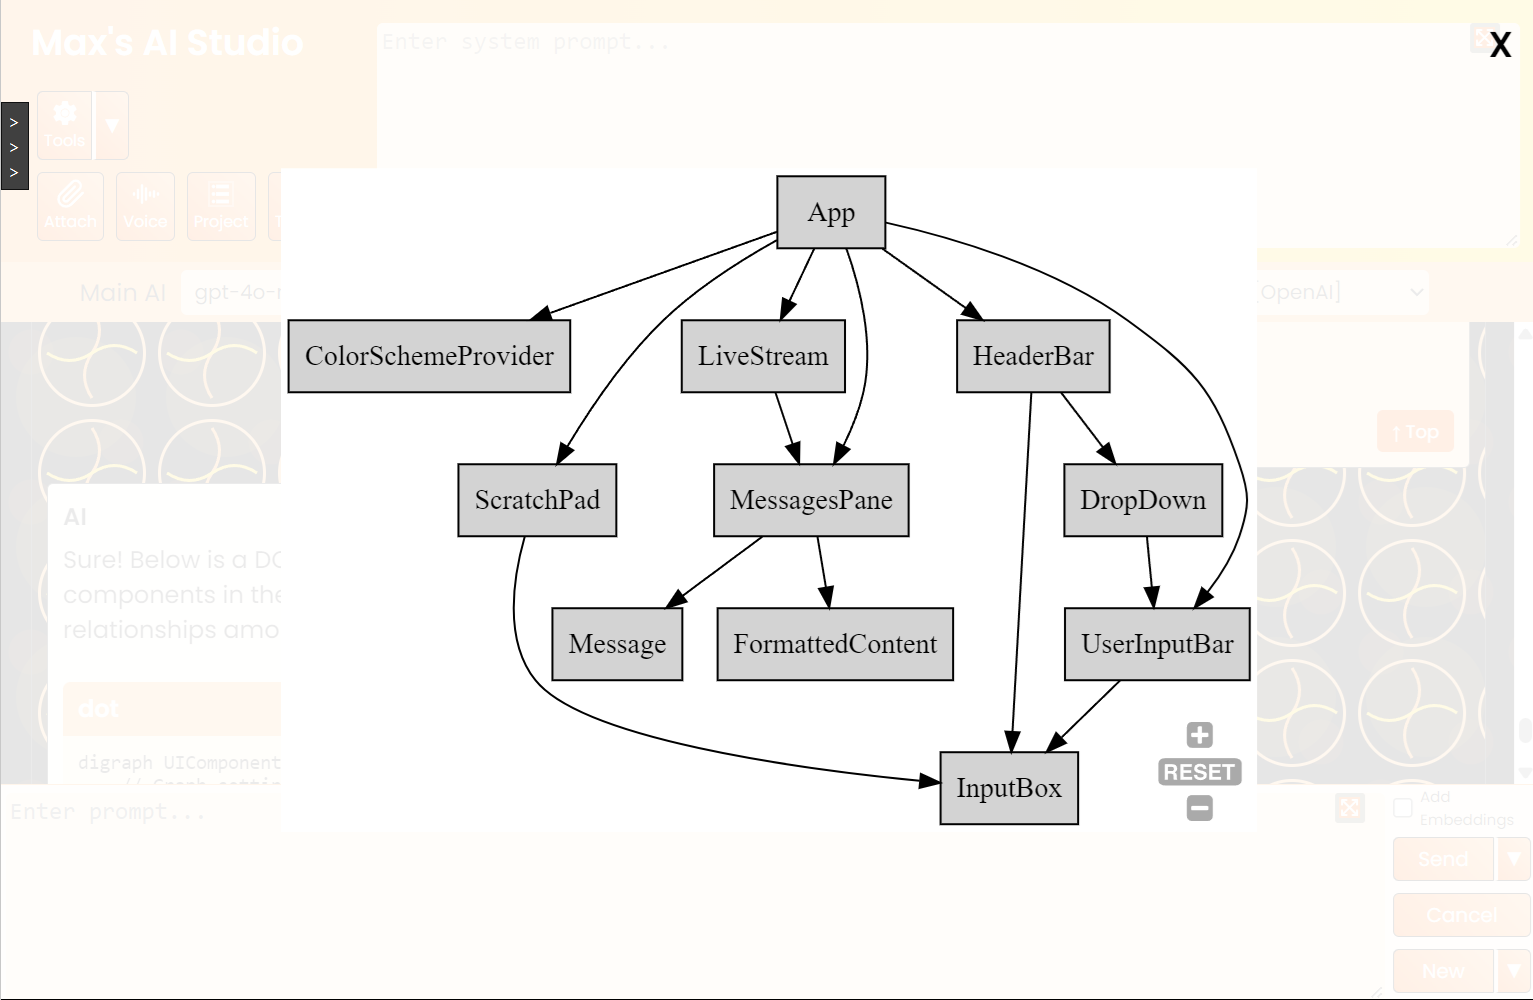 Max's AI Studio
Enter system prompt...
X
>
>
>
Tools
▼
Attach
Voice
Project
Main AI
gpt-4o-
[OpenAI]
App
ColorSchemeProvider
LiveStream
HeaderBar
↑ Top
ScratchPad
MessagesPane
DropDown
AI
Sure! Below is a DO
components in the
relationships amo
Message
FormattedContent
UserInputBar
dot
digraph UIComponent
InputBox
RESET
Enter prompt...
Add
Embeddings
Send
▼
Cancel
New
▼